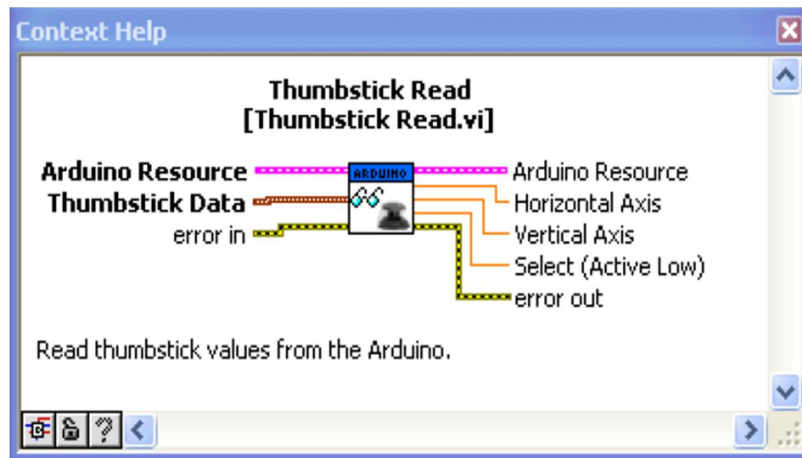 Context Help
Thumbstick Read
[Thumbstick Read.vi]
Arduino Resource
Thumbstick Data
error in
ARDUINO
Arduino Resource
Horizontal Axis
Vertical Axis
Select (Active Low)
error out
Read thumbstick values from the Arduino.
?